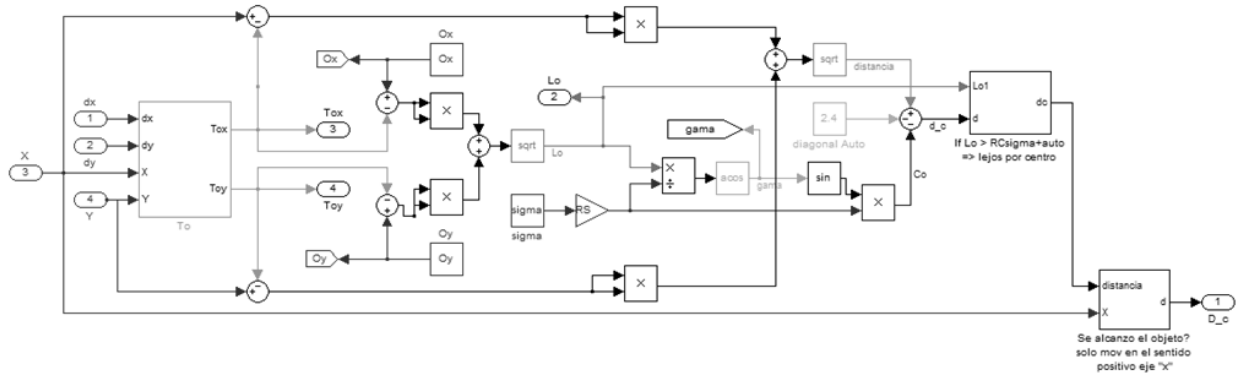 dx
1
2
dy
X
3
4
Y
dx
dy
X
Y
Tox
Toy
To
Ox
Ox
Ox
Tox
3
4
Toy
Oy
Oy
Oy
sqrt
Lo
Lo
2
sigma
sigma
RS
gama
acos
gama
sin
sqrt
distancia
2.4
diagonal Auto
d_c
Co
Lo1
d
dc
If Lo > RCsigma+auto
=> lejos por centro
distancia
X
d
1
D_c
Se alcanzo el objeto?
solo mov en el sentido
positivo eje "x"